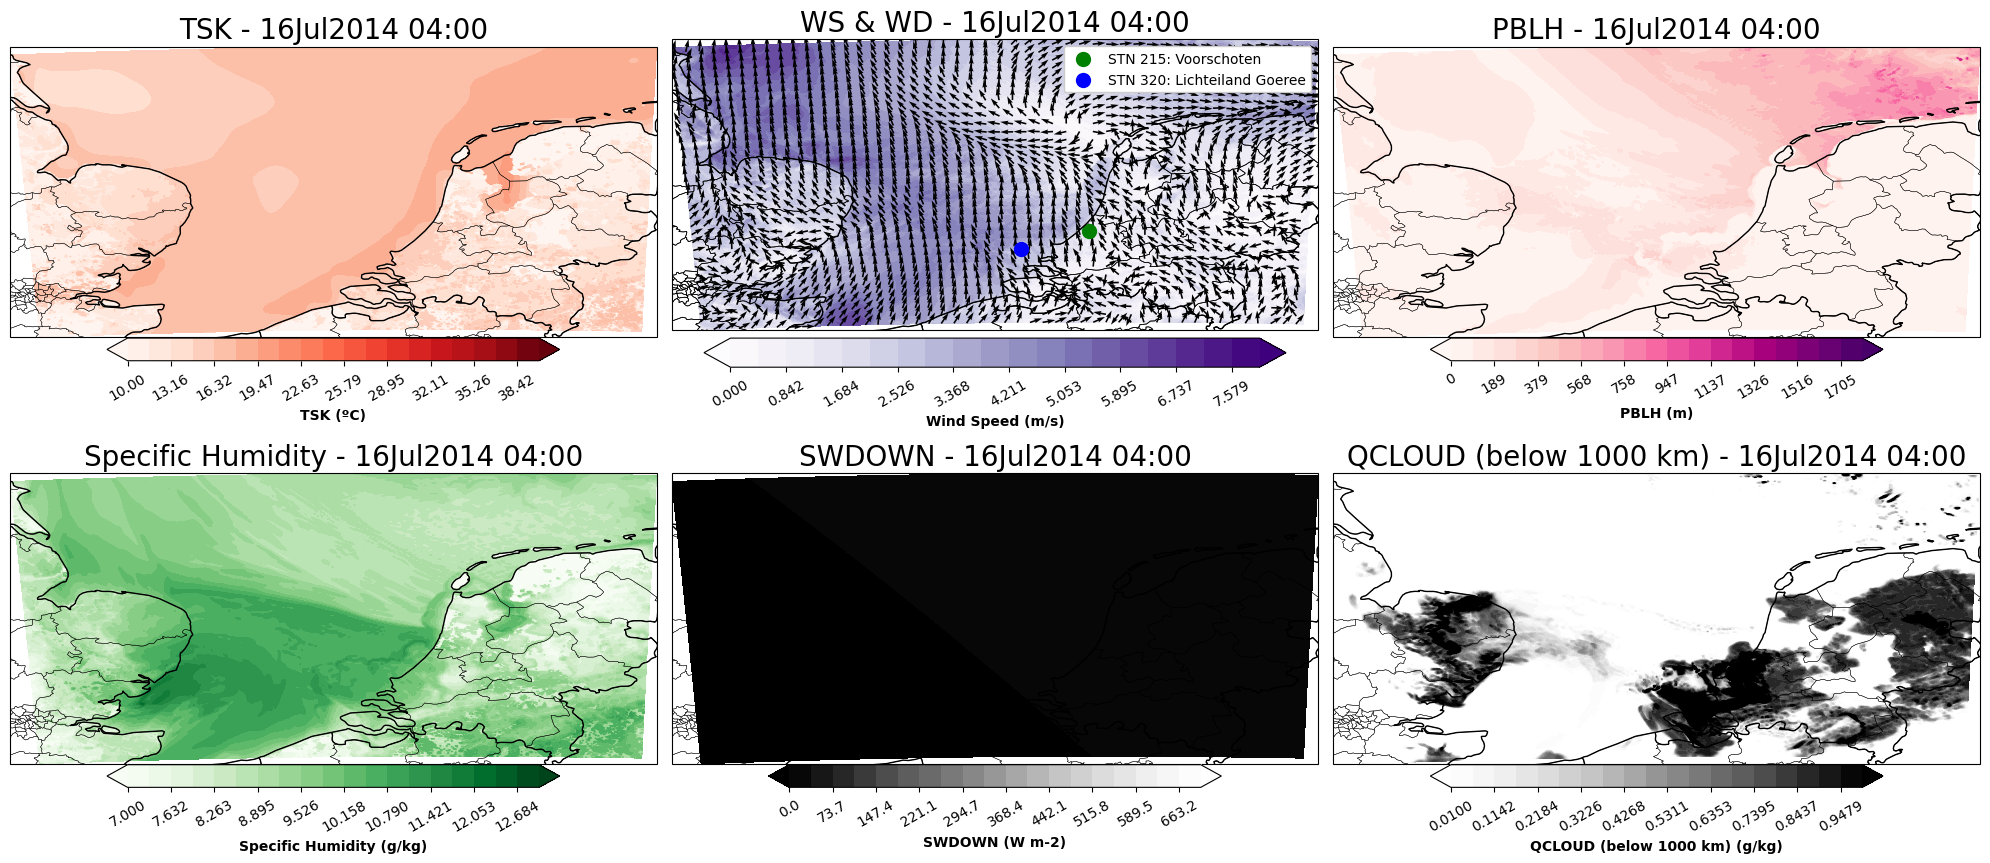 TSK - 16Jul2014 04:00
10.00 13.16 16.32 19.47 22.63 25.79 28.95 32.11 35.26 38.42
TSK (ºC)
WS & WD - 16Jul2014 04:00
STN 215: Voorschoten
STN 320: Lichteiland Goeree
0.000 0.842 1.684 2.526 3.368 4.211 5.053 5.895 6.737 7.579
Wind Speed (m/s)
PBLH - 16Jul2014 04:00
0 189 379 568 758 947 1137 1326 1516 1705
PBLH (m)
Specific Humidity - 16Jul2014 04:00
7.000 7.632 8.263 8.895 9.526 10.158 10.790 11.421 12.053 12.684
Specific Humidity (g/kg)
SWDOWN - 16Jul2014 04:00
0.0 73.7 147.4 221.1 294.7 368.4 442.1 515.8 589.5 663.2
SWDOWN (W m-2)
QCLOUD (below 1000 km) - 16Jul2014 04:00
0.0100 0.1142 0.2184 0.3226 0.4268 0.5311 0.6353 0.7395 0.8437 0.9479
QCLOUD (below 1000 km) (g/kg)